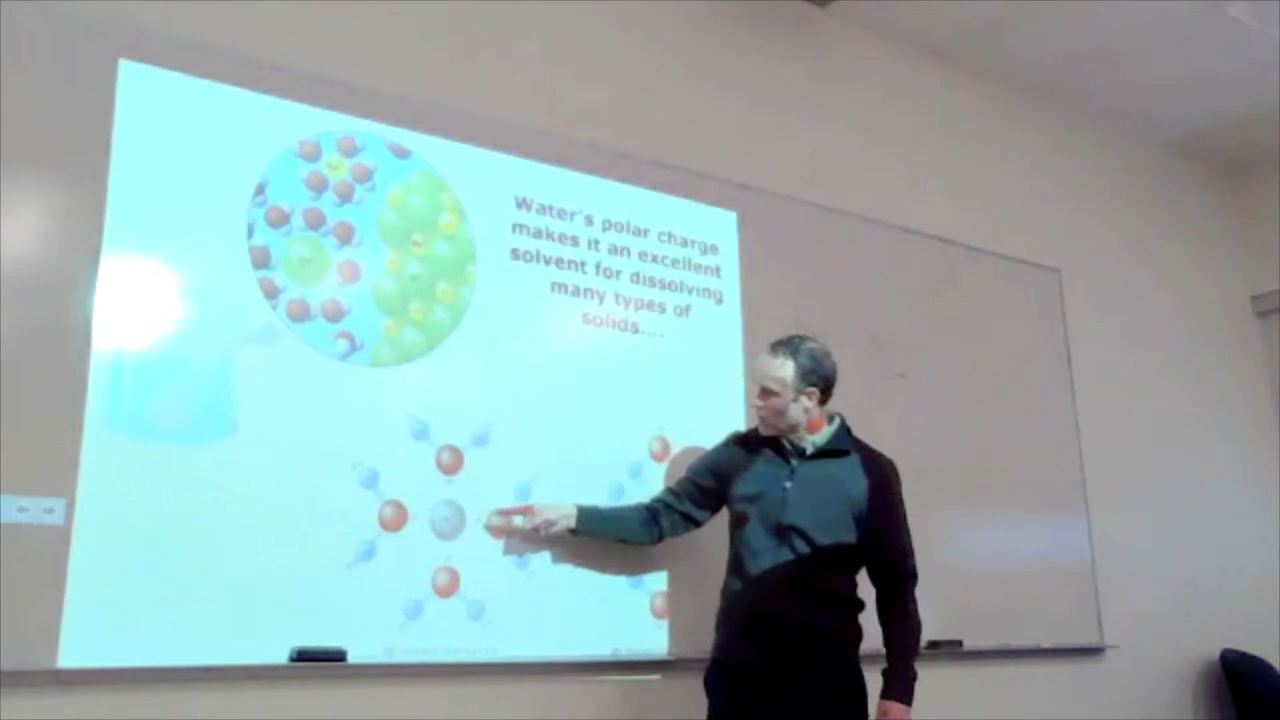 Water's polar charge
makes it an excellent
solvent for dissolving
many types of
solids....